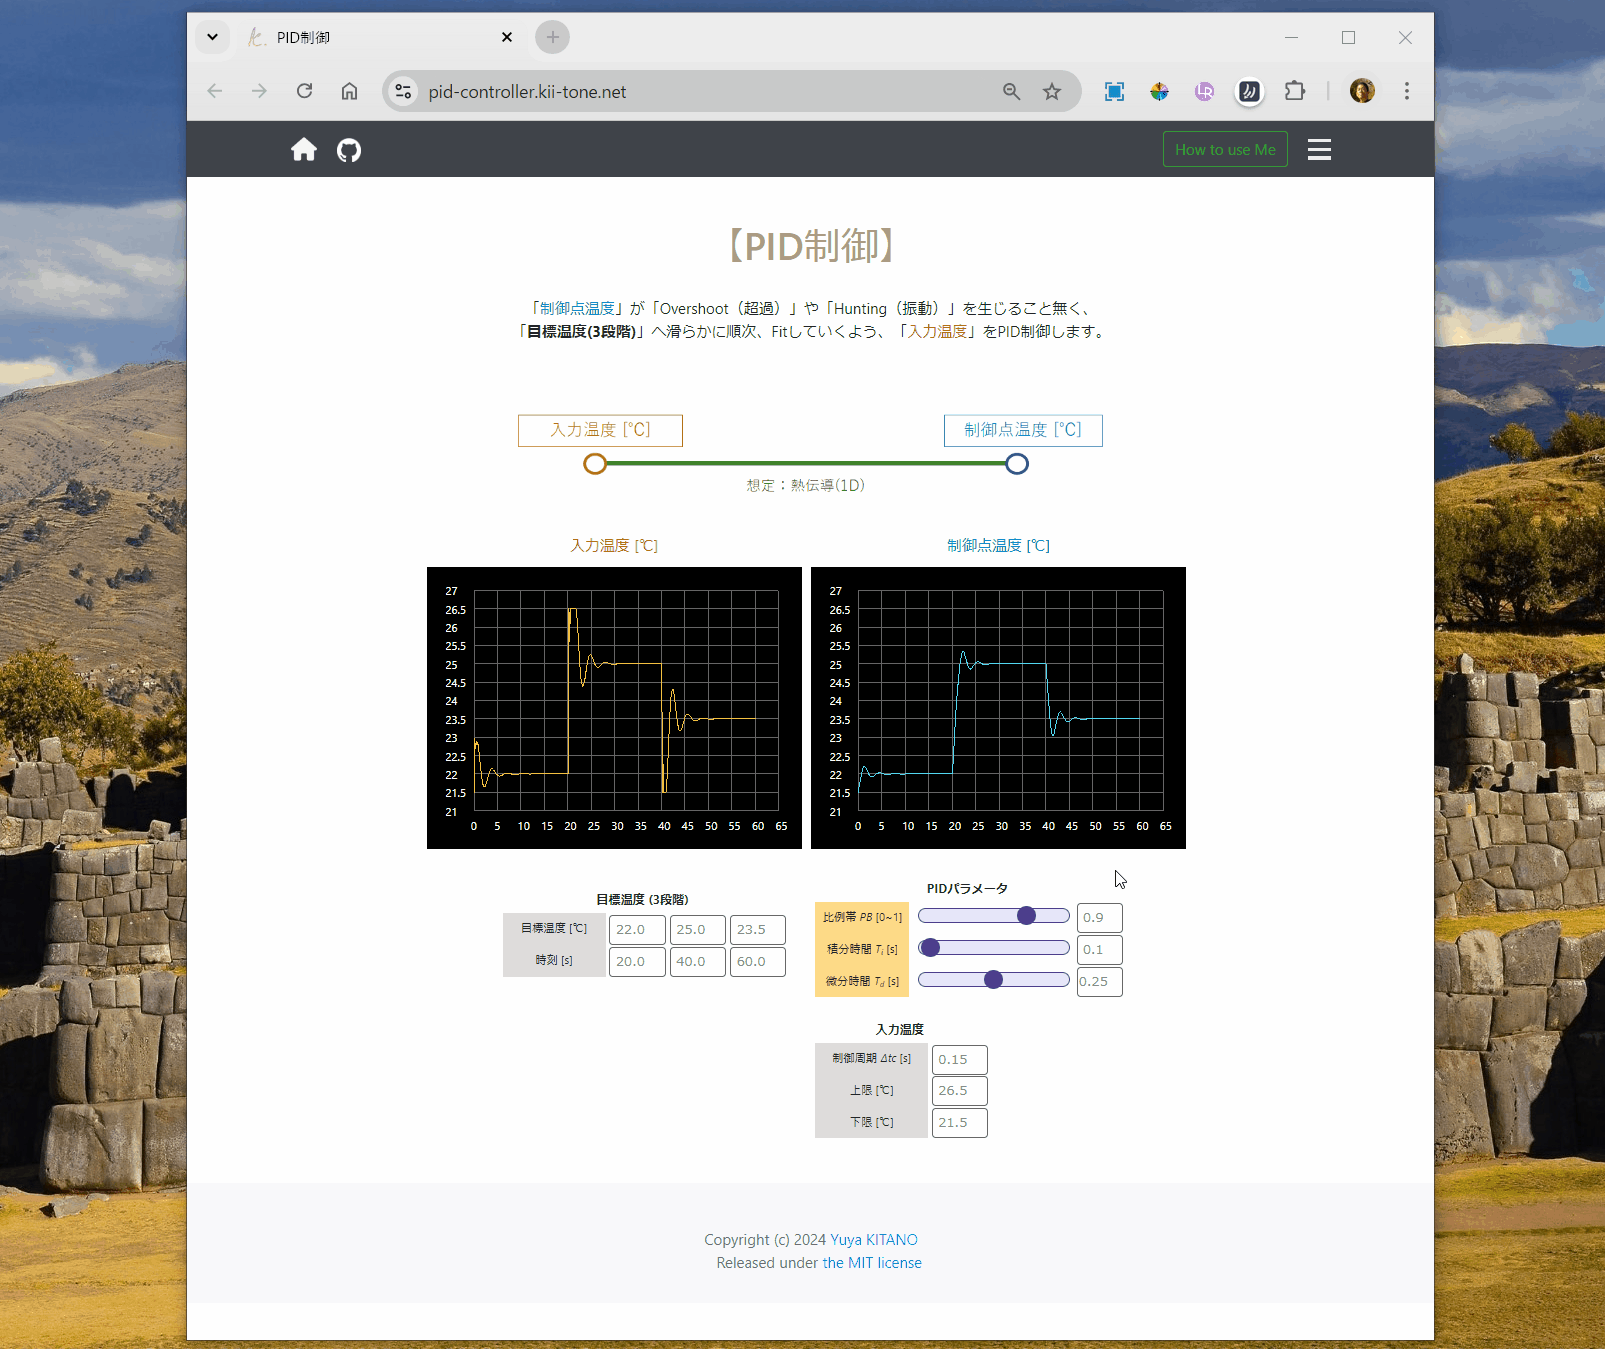 PID制御
pid-controller.kii-tone.net
How to use Me
【PID制御】
「制御点温度」が「Overshoot（超過）」や「Hunting（振動）」を生じること無く、
「目標温度(3段階)」へ滑らかに順次、Fitしていくよう、「入力温度」をPID制御します。
入力温度 [℃]
制御点温度 [℃]
想定：熱伝導(1D)
入力温度 [℃]
27
26.5
26
25.5
25
24.5
24
23.5
23
22.5
22
21.5
21
0 5 10 15 20 25 30 35 40 45 50 55 60 65
制御点温度 [℃]
27
26.5
26
25.5
25
24.5
24
23.5
23
22.5
22
21.5
21
0 5 10 15 20 25 30 35 40 45 50 55 60 65
目標温度 (3段階)
目標温度 [℃] 22.0 25.0 23.5
時刻 [s] 20.0 40.0 60.0
PIDパラメータ
比例帯 PB [0~1] 0.9
積分時間 Ti [s] 0.1
微分時間 Td [s] 0.25
入力温度
制御周期 Δtc [s] 0.15
上限 [℃] 26.5
下限 [℃] 21.5
Copyright (c) 2024 Yuya KITANO
Released under the MIT license